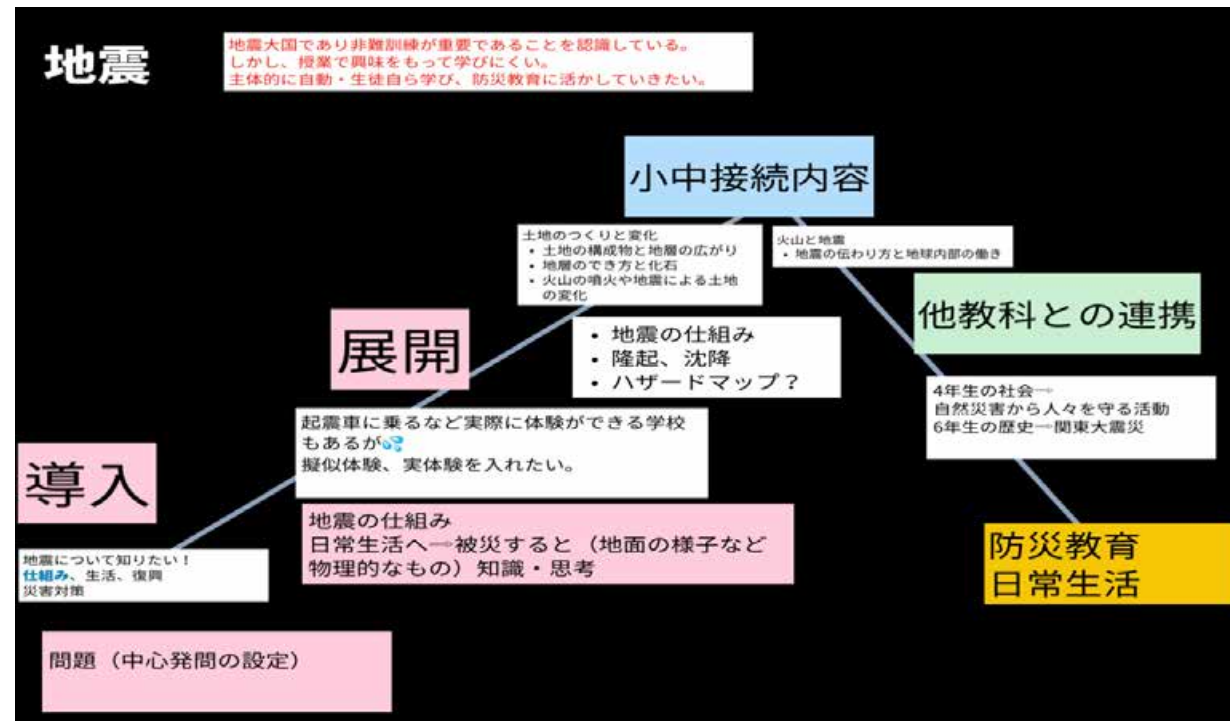 地震
地震大国であり非難訓練が重要であることを認識している。
しかし、授業で興味をもって学びにくい。
主体的に自動・生徒自ら学び、防災教育に活かしていきたい。
小中接続内容
土地のつくりと変化
• 土地の構成物と地層の広がり
• 地層のでき方と化石
• 火山の噴火や地震による土地
の変化
火山と地震
• 地震の伝わり方と地球内部の働き
他教科との連携
展開
• 地震の仕組み
• 隆起、沈降
• ハザードマップ?
4年生の社会→
自然災害から人々を守る活動
6年生の歴史→関東大震災
起震車に乗るなど実際に体験ができる学校
もあるが💦
擬似体験、実体験を入れたい。
導入
地震の仕組み
日常生活へ→被災すると(地面の様子など
物理的なもの)知識・思考
地震について知りたい!
仕組み、生活、復興
災害対策
防災教育
日常生活
問題(中心発問の設定)